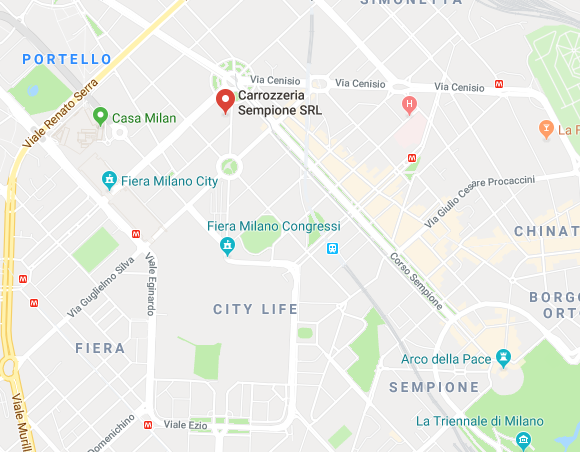 SIMONETTA
PORTELLO
Via Cenisio
Via Cenisio
Via Cenisio
M
Viale Renato Serra
Carrozzeria
Sempione SRL
H
Casa Milan
La F
M
Fiera Milano City
Via Giulio Cesare Procaccini
Fiera Milano Congressi
M
CHINAT
Via Guglielmo Silva
Viale Eginardo
Corso Sempione
M
M
CITY LIFE
BORGO
ORTO
FIERA
Arco della Pace
SEMPIONE
Viale Murill
Domenichino
M
Viale Ezio
M
La Triennale di Milano